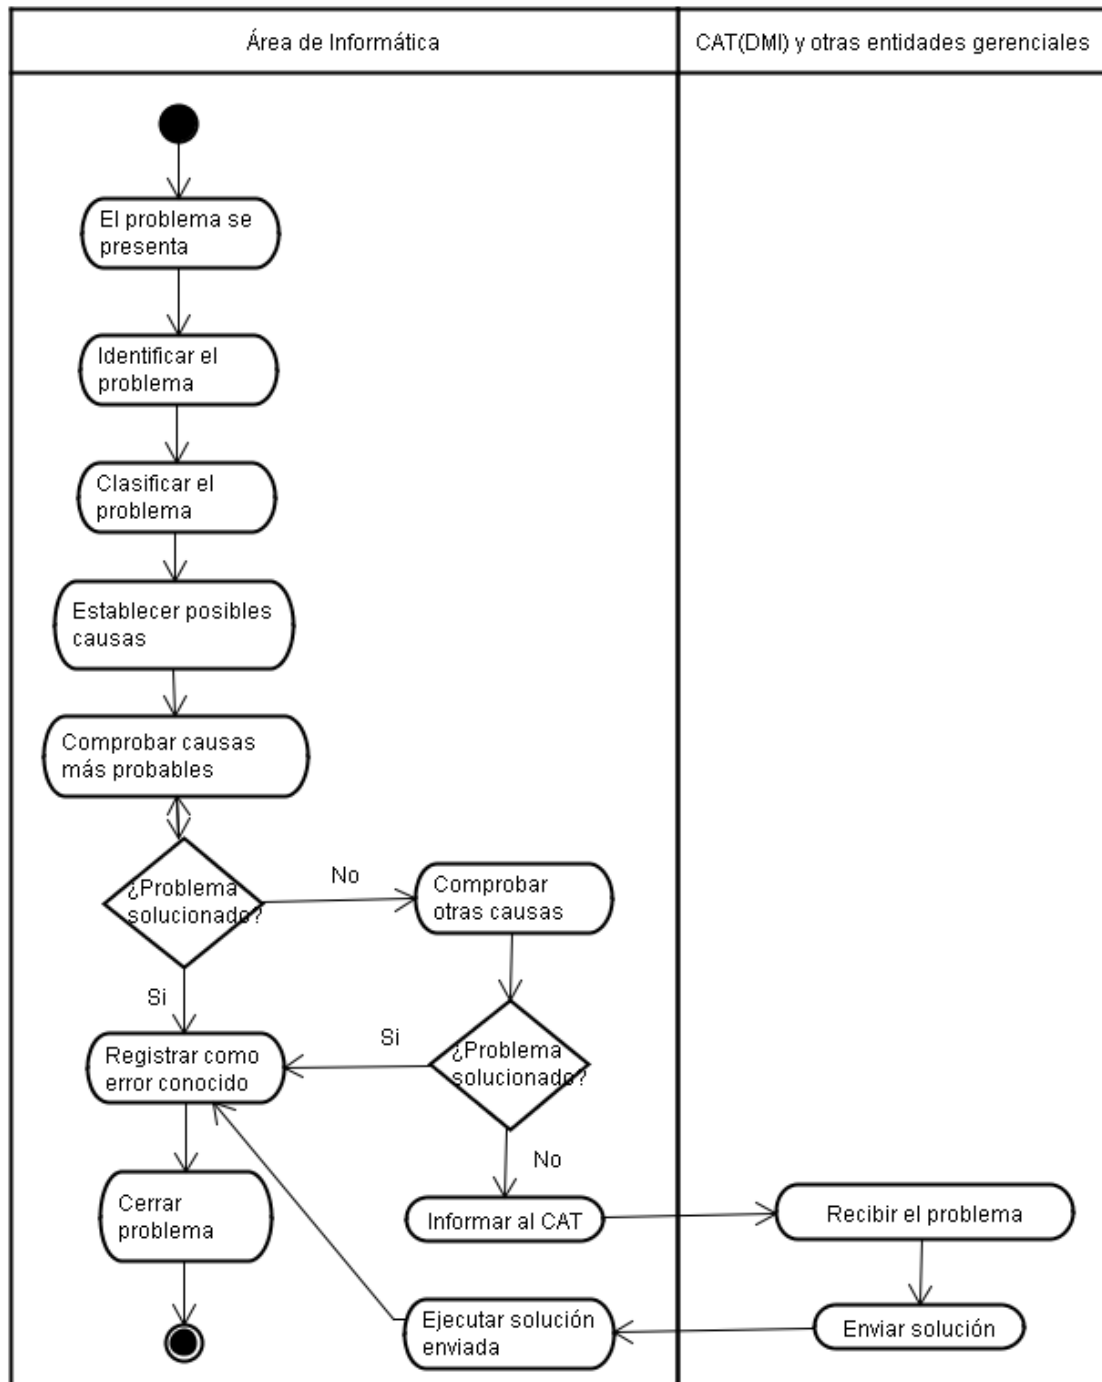 Área de Informática
CAT(DMI) y otras entidades gerenciales
El problema se
presenta
Identificar el
problema
Clasificar el
problema
Establecer posibles
causas
Comprobar causas
más probables
¿Problema
solucionado?
No
Comprobar
otras causas
Si
Registrar como
error conocido
Si
¿Problema
solucionado?
No
Cerrar
problema
Informar al CAT
Recibir el problema
Ejecutar solución
enviada
Enviar solución